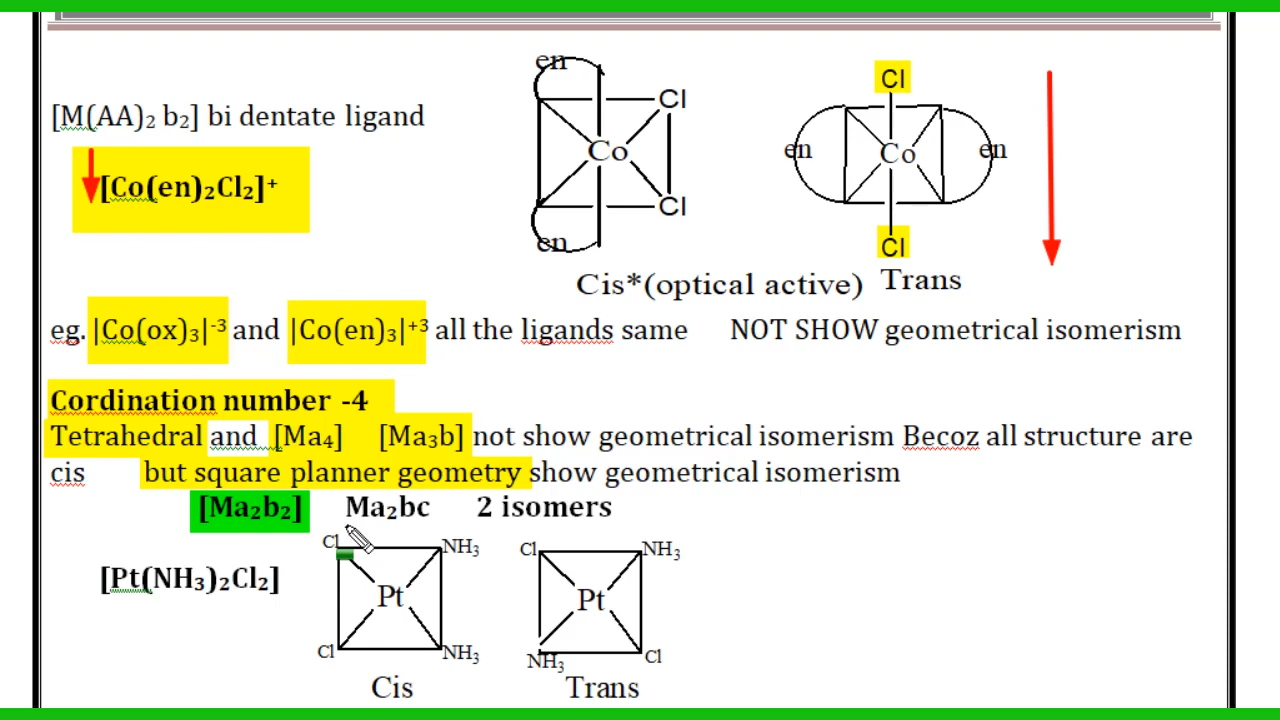 en
Cl
[M(AA)₂ b₂] bi dentate ligand
Cl
Co
en
Co
en
[Co(en)₂Cl₂]⁺
Cl
en
Cl
Cis*(optical active) Trans
eg. |Co(ox)₃|⁻³ and |Co(en)₃|⁺³ all the ligands same NOT SHOW geometrical isomerism
Cordination number -4
Tetrahedral and [Ma₄] [Ma₃b] not show geometrical isomerism Becoz all structure are
cis but square planner geometry show geometrical isomerism
[Ma₂b₂] Ma₂bc 2 isomers
Cl NH₃ Cl NH₃
[Pt(NH₃)₂Cl₂] Pt Pt
Cl NH₃ NH₃ Cl
Cis Trans